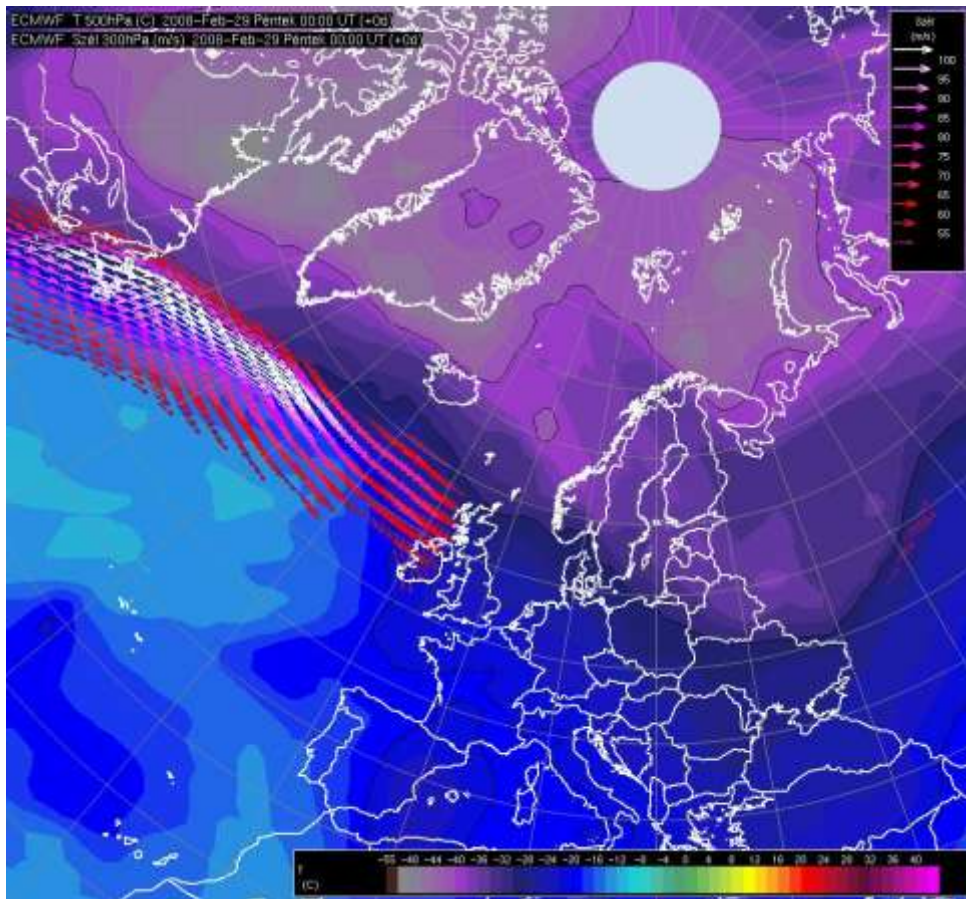 ECMWF T 500hPa (C) 2008-Feb-29 Péntek 00:00 UT (+0d)
ECMWF Szél 300hPa (m/s) 2008-Feb-29 Péntek 00:00 UT (+0d)
Szél
(m/s)
100
95
90
85
80
75
70
65
60
55
T
(C)
-55 -48 -44 -40 -36 -32 -28 -24 -20 -16 -12 -8 -4 0 4 8 12 16 20 24 28 32 36 40